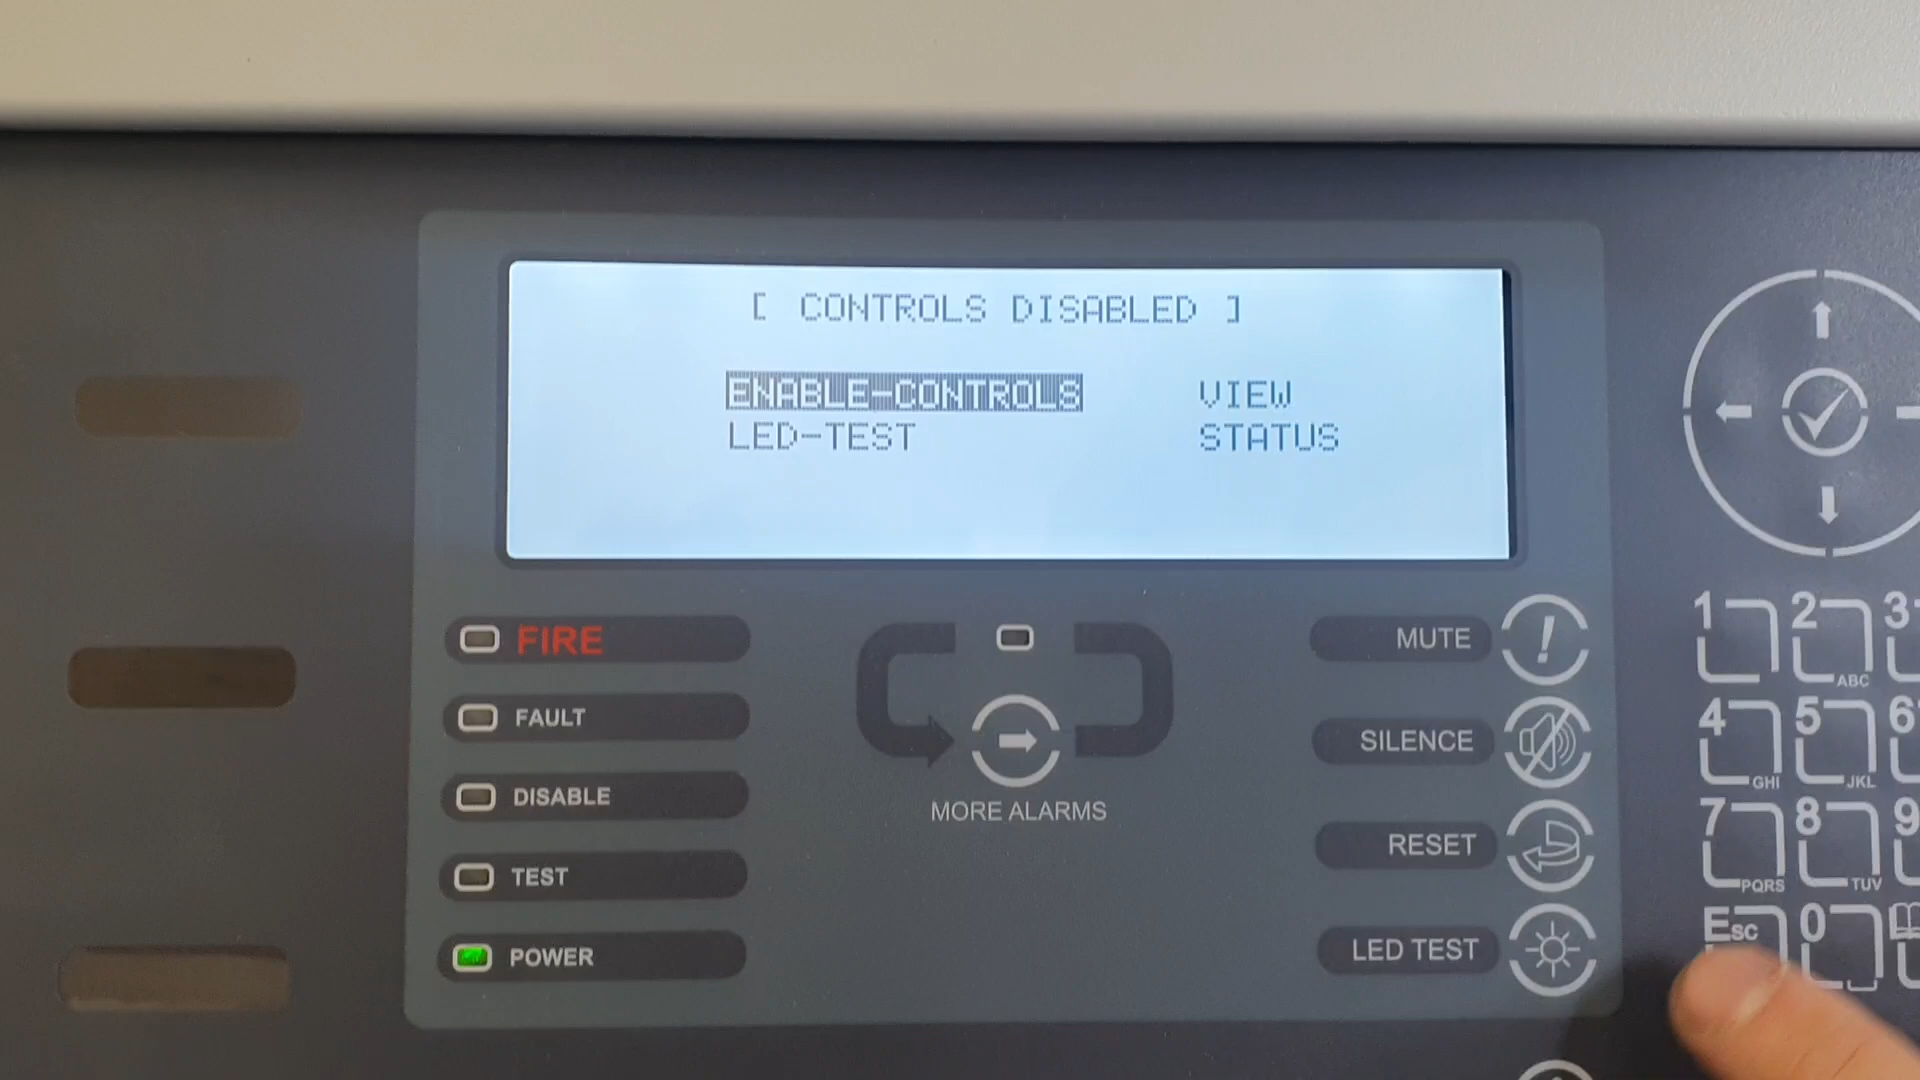 [ CONTROLS DISABLED ]
ENABLE-CONTROLS VIEW
LED-TEST STATUS
FIRE
FAULT
DISABLE
TEST
POWER
MORE ALARMS
MUTE
SILENCE
RESET
LED TEST
1 2 3
ABC
4 5 6
GHI JKL
7 8 9
PQRS TUV
Esc 0